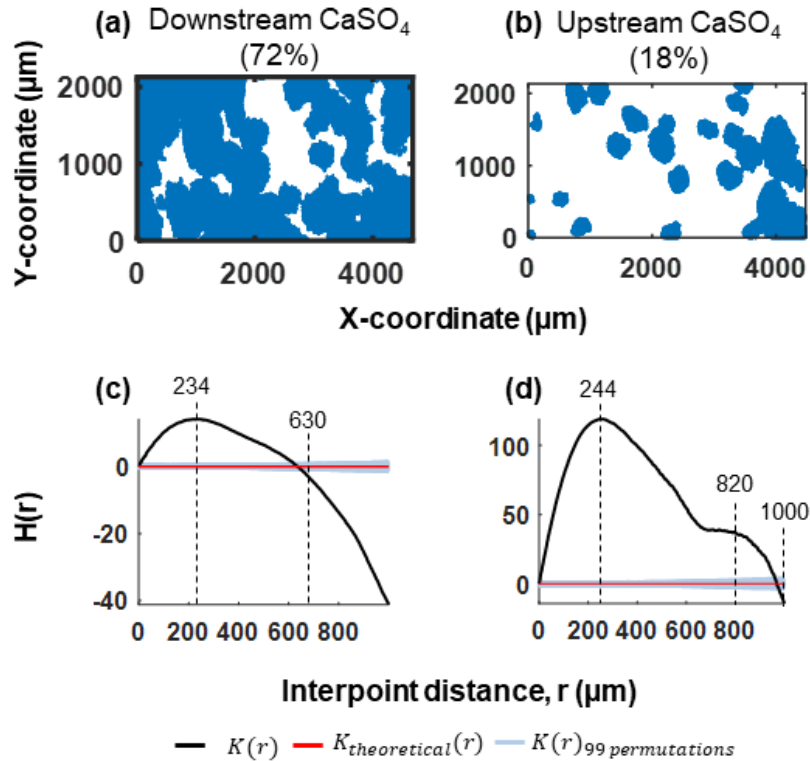 (a) Downstream CaSO₄
(72%)
(b) Upstream CaSO₄
(18%)
Y-coordinate (µm)
2000
1000
0
0 2000 4000
2000
1000
0
0 2000 4000
X-coordinate (µm)
(c) 234 630
(d) 244 820 1000
H(r)
0
-20
-40
0 200 400 600 800
100
50
0
0 200 400 600 800
Interpoint distance, r (µm)
K(r) K_theoretical(r) K(r)_99 permutations